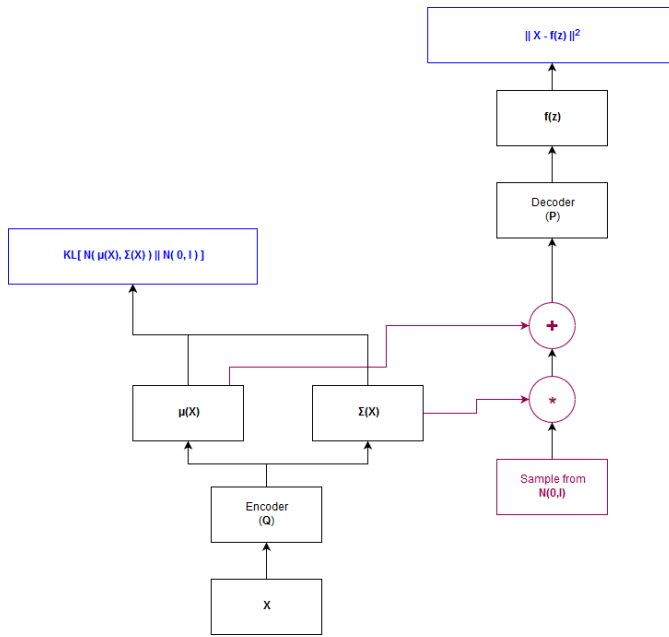 || X - f(z) ||²
f(z)
Decoder
(P)
KL[ N( μ(X), Σ(X) ) || N( 0, I ) ]
+
μ(X)
Σ(X)
*
Sample from
N(0,I)
Encoder
(Q)
X